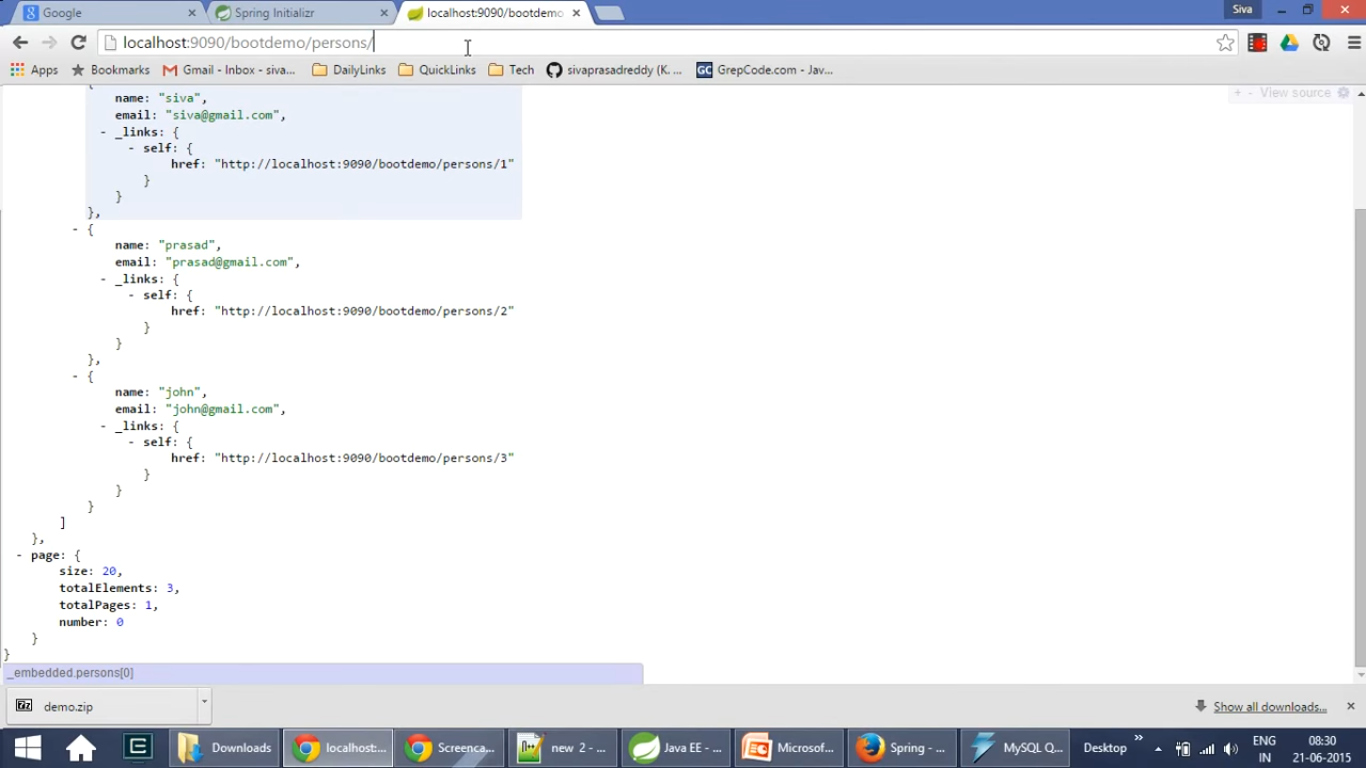 Google
Spring Initializr
localhost:9090/bootdemo
Siva
localhost:9090/bootdemo/persons/
Apps
Bookmarks
Gmail - Inbox - siva...
DailyLinks
QuickLinks
Tech
sivaprasadreddy (K. ...
GrepCode.com - Jav...
+ - View source
{
name: "siva",
email: "siva@gmail.com",
- _links: {
- self: {
href: "http://localhost:9090/bootdemo/persons/1"
}
}
},
- {
name: "prasad",
email: "prasad@gmail.com",
- _links: {
- self: {
href: "http://localhost:9090/bootdemo/persons/2"
}
}
},
- {
name: "john",
email: "john@gmail.com",
- _links: {
- self: {
href: "http://localhost:9090/bootdemo/persons/3"
}
}
}
]
},
- page: {
size: 20,
totalElements: 3,
totalPages: 1,
number: 0
}
}
_embedded.persons[0]
demo.zip
Show all downloads...
Downloads
localhost:...
Screenca...
new 2 - ...
Java EE - ...
Microsof...
Spring - ...
MySQL Q...
Desktop
ENG
IN
08:30
21-06-2015